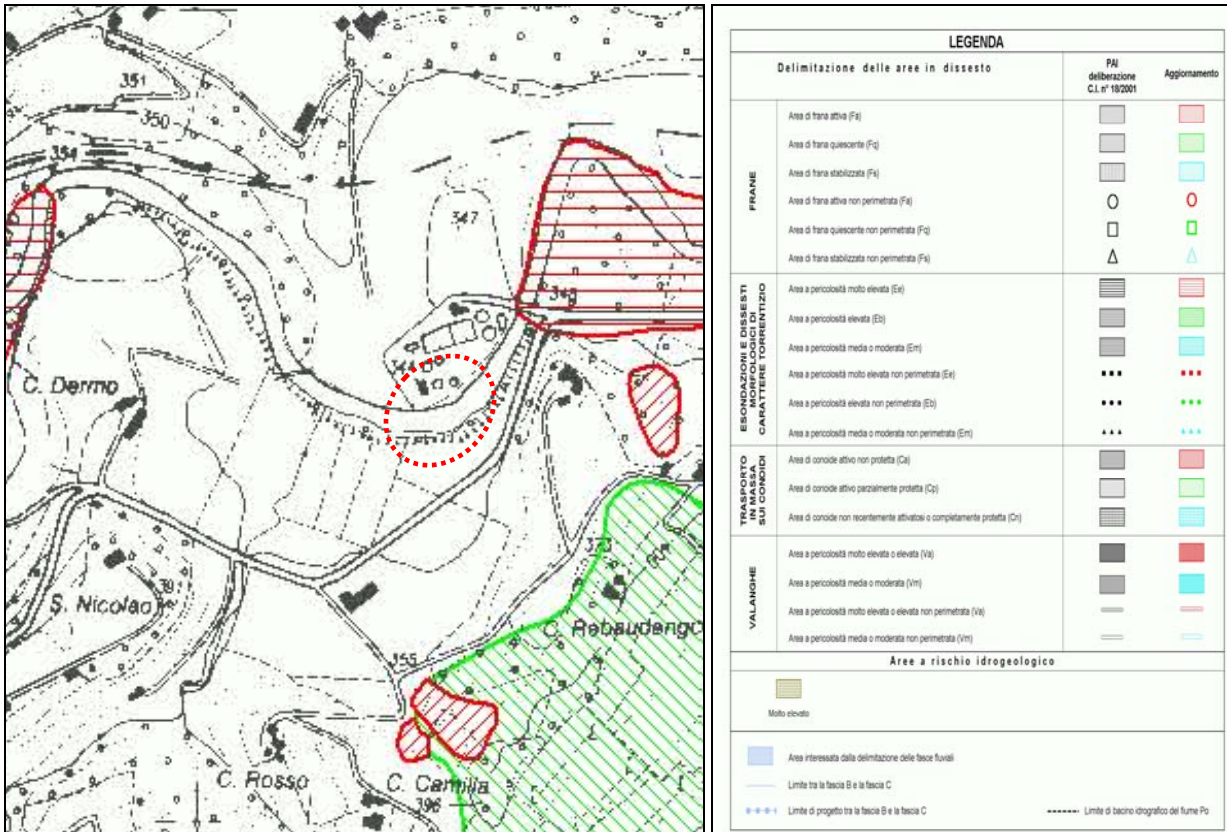 351
350
354
347
C. Dermo
S. Nicolao
373
C. Rebaudengo
355
C. Rosso
C. Camilla
396
LEGENDA
Delimitazione delle aree in dissesto
PAI
deliberazione
C.I. n° 18/2001
Aggiornamento
FRANE
Area di frana attiva (Fa)
Area di frana quiescente (Fq)
Area di frana stabilizzata (Fs)
Area di frana attiva non perimetrata (Fa)
Area di frana quiescente non perimetrata (Fq)
Area di frana stabilizzata non perimetrata (Fs)
ESONDAZIONI E DISSESTI
MORFOLOGICI DI
CARATTERE TORRENTIZIO
Area a pericolosità molto elevata (Ee)
Area a pericolosità elevata (Eb)
Area a pericolosità media o moderata (Em)
Area a pericolosità molto elevata non perimetrata (Ee)
Area a pericolosità elevata non perimetrata (Eb)
Area a pericolosità media o moderata non perimetrata (Em)
TRASPORTO
IN MASSA
SUI CONOIDI
Area di conoide attivo non protetta (Ca)
Area di conoide attivo parzialmente protetta (Cp)
Area di conoide non recentemente attivatosi o completamente protetta (Cn)
VALANGHE
Area a pericolosità molto elevata o elevata (Va)
Area a pericolosità media o moderata (Vm)
Area a pericolosità molto elevata o elevata non perimetrata (Va)
Area a pericolosità media o moderata non perimetrata (Vm)
Aree a rischio idrogeologico
Molto elevato
Area interessata dalla delimitazione delle fasce fluviali
Limite tra la fascia B e la fascia C
Limite di progetto tra la fascia B e la fascia C
Limite di bacino idrografico del fiume Po